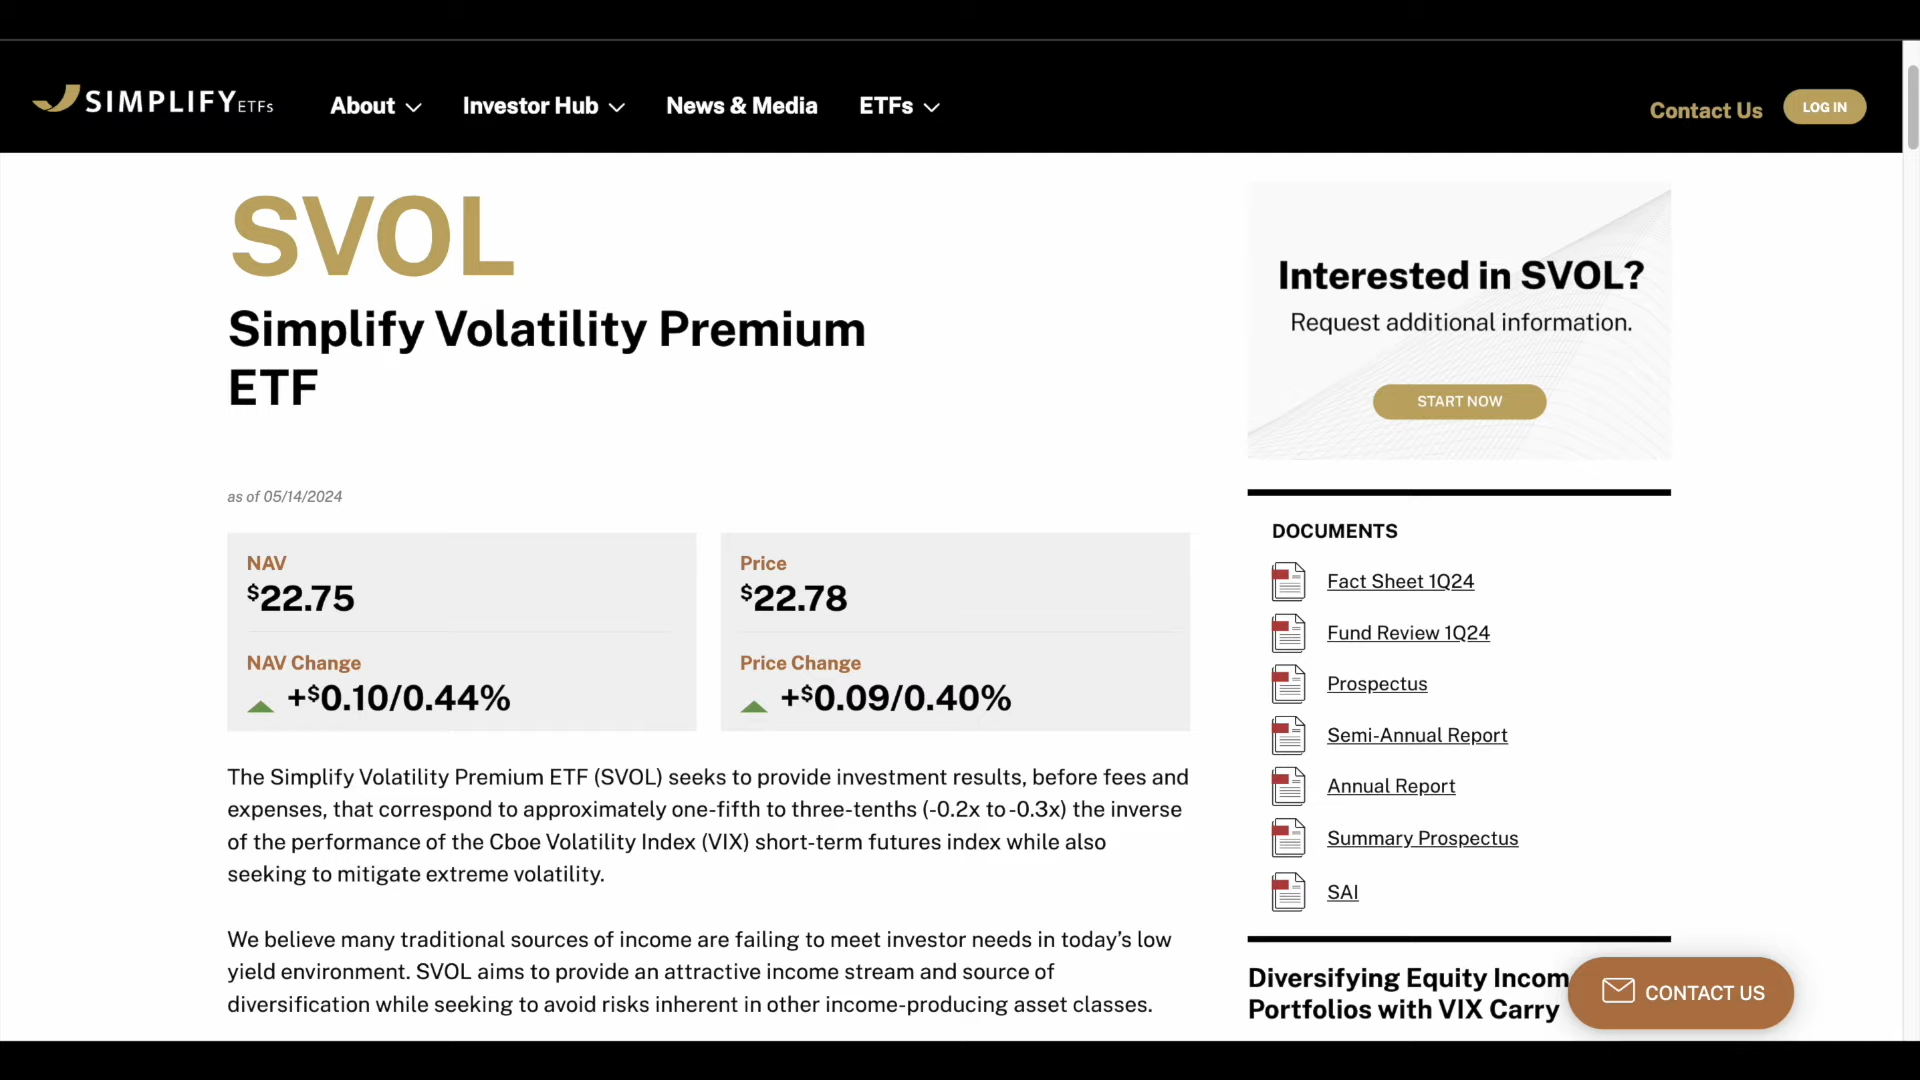 SIMPLIFY ETFs
About
Investor Hub
News & Media
ETFs
Contact Us
LOG IN
SVOL
Simplify Volatility Premium
ETF
as of 05/14/2024
NAV
$22.75
NAV Change
+$0.10/0.44%
Price
$22.78
Price Change
+$0.09/0.40%
The Simplify Volatility Premium ETF (SVOL) seeks to provide investment results, before fees and
expenses, that correspond to approximately one-fifth to three-tenths (-0.2x to -0.3x) the inverse
of the performance of the Cboe Volatility Index (VIX) short-term futures index while also
seeking to mitigate extreme volatility.
We believe many traditional sources of income are failing to meet investor needs in today’s low
yield environment. SVOL aims to provide an attractive income stream and source of
diversification while seeking to avoid risks inherent in other income-producing asset classes.
Interested in SVOL?
Request additional information.
START NOW
DOCUMENTS
Fact Sheet 1Q24
Fund Review 1Q24
Prospectus
Semi-Annual Report
Annual Report
Summary Prospectus
SAI
Diversifying Equity Incom
Portfolios with VIX Carry
CONTACT US